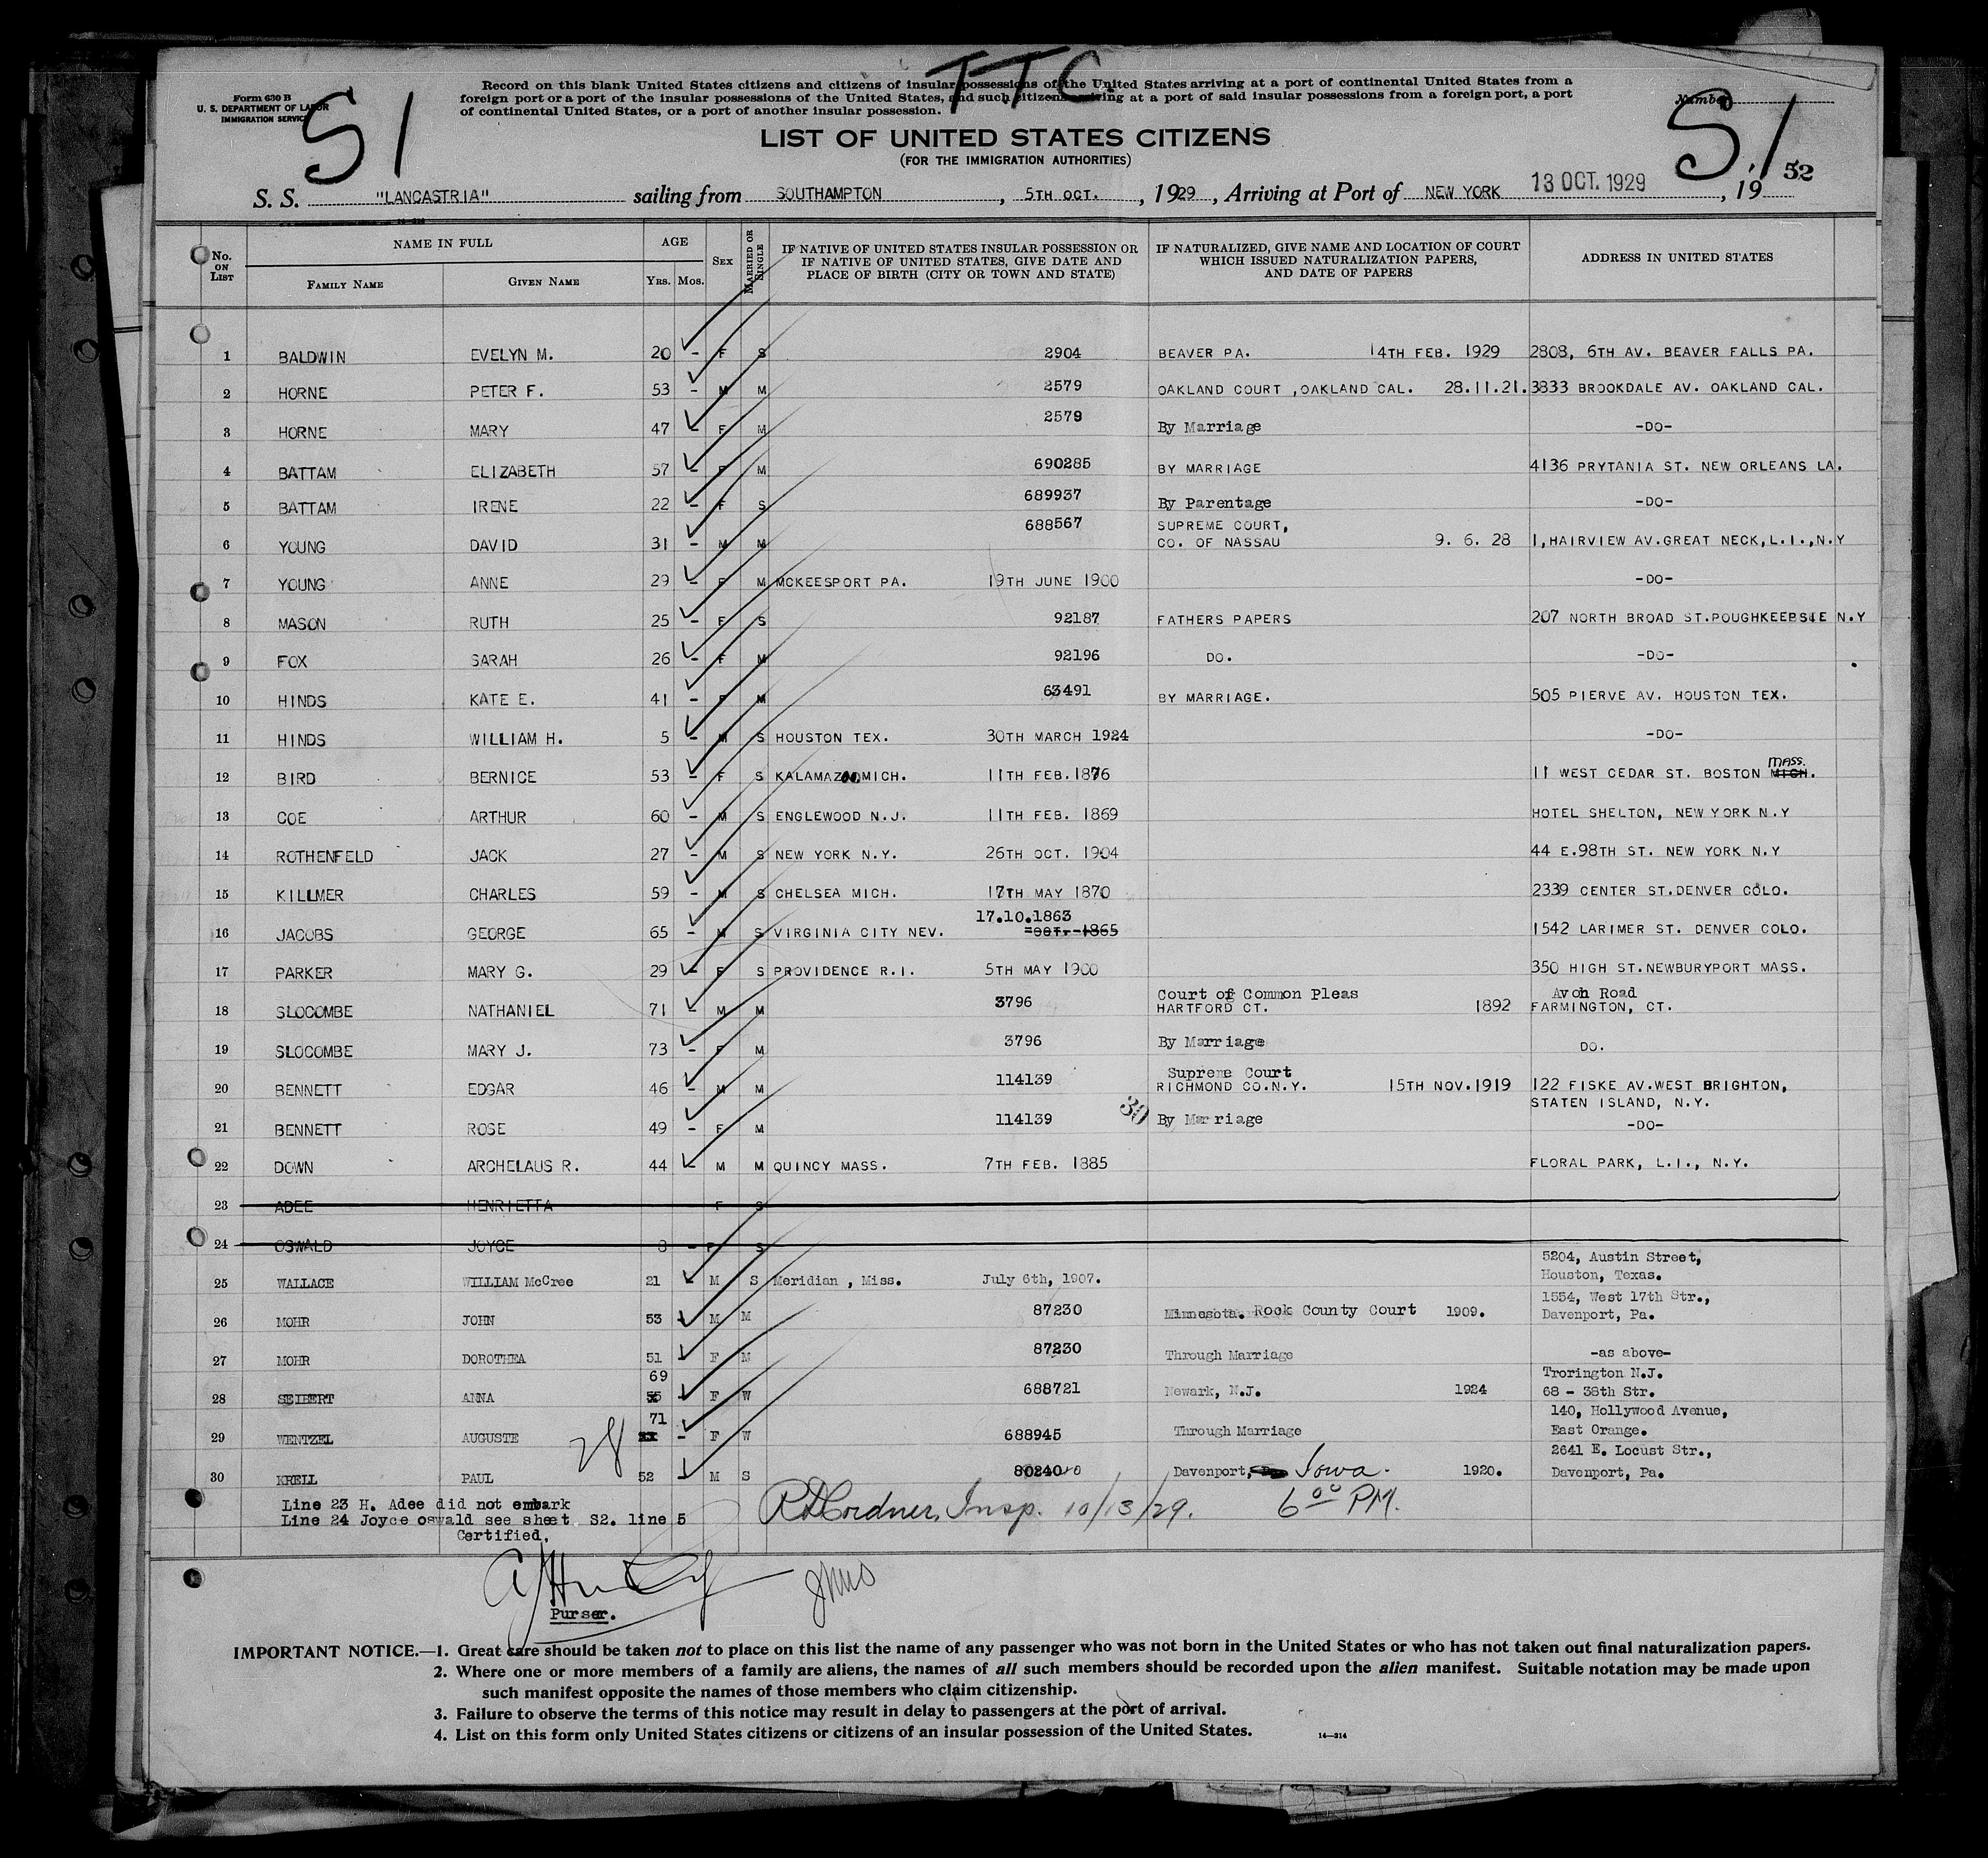 TTC
Form 630 B
U. S. DEPARTMENT OF LABOR
IMMIGRATION SERVICE
S1
Record on this blank United States citizens and citizens of insular possessions of the United States arriving at a port of continental United States from a
foreign port or a port of the insular possessions of the United States, and such citizens arriving at a port of said insular possessions from a foreign port, a port
of continental United States, or a port of another insular possession.
Number
S.1
52
LIST OF UNITED STATES CITIZENS
(FOR THE IMMIGRATION AUTHORITIES)
S. S. "LANCASTRIA" sailing from SOUTHAMPTON, 5TH OCT., 1929, Arriving at Port of NEW YORK 13 OCT. 1929, 19
No. ON LIST NAME IN FULL AGE SEX MARRIED OR SINGLE IF NATIVE OF UNITED STATES INSULAR POSSESSION OR IF NATIVE OF UNITED STATES, GIVE DATE AND PLACE OF BIRTH (CITY OR TOWN AND STATE) IF NATURALIZED, GIVE NAME AND LOCATION OF COURT WHICH ISSUED NATURALIZATION PAPERS, AND DATE OF PAPERS ADDRESS IN UNITED STATES
FAMILY NAME GIVEN NAME YRS. MOS.
1 BALDWIN EVELYN M. 20 - F S 2904 BEAVER PA. 14TH FEB. 1929 2808, 6TH AV. BEAVER FALLS PA.
2 HORNE PETER F. 53 - M M 2579 OAKLAND COURT ,OAKLAND CAL. 28.11.21. 3833 BROOKDALE AV. OAKLAND CAL.
3 HORNE MARY 47 - F M 2579 By Marriage -DO-
4 BATTAM ELIZABETH 57 - F M 690285 BY MARRIAGE 4136 PRYTANIA ST. NEW ORLEANS LA.
5 BATTAM IRENE 22 - F S 689937 By Parentage -DO-
688567 SUPREME COURT,
6 YOUNG DAVID 31 - M M CO. OF NASSAU 9. 6. 28 1,HAIRVIEW AV.GREAT NECK,L.I.,N.Y
7 YOUNG ANNE 29 - F M MCKEESPORT PA. 19TH JUNE 1900 -DO-
8 MASON RUTH 25 - F S 92187 FATHERS PAPERS 207 NORTH BROAD ST.POUGHKEEPSIE N.Y
9 FOX SARAH 26 - F M 92196 DO. -DO-
10 HINDS KATE E. 41 - F M 63491 BY MARRIAGE. 505 PIERVE AV. HOUSTON TEX.
11 HINDS WILLIAM H. 5 - M S HOUSTON TEX. 30TH MARCH 1924 -DO-
mass.
12 BIRD BERNICE 53 - F S KALAMAZOO MICH. 11TH FEB.1876 11 WEST CEDAR ST. BOSTON MICH.
13 COE ARTHUR 60 - M S ENGLEWOOD N.J. 11TH FEB. 1869 HOTEL SHELTON, NEW YORK N.Y
14 ROTHENFELD JACK 27 - M S NEW YORK N.Y. 26TH OCT. 1904 44 E.98TH ST. NEW YORK N.Y
15 KILLMER CHARLES 59 - M S CHELSEA MICH. 17TH MAY 1870 2339 CENTER ST.DENVER COLO.
17.10.1863
16 JACOBS GEORGE 65 - M S VIRGINIA CITY NEV. OCT. 1865 1542 LARIMER ST. DENVER COLO.
17 PARKER MARY G. 29 - F S PROVIDENCE R.I. 5TH MAY 1900 350 HIGH ST.NEWBURYPORT MASS.
Court of Common Pleas Avon Road
18 SLOCOMBE NATHANIEL 71 - M M 3796 HARTFORD CT. 1892 FARMINGTON, CT.
19 SLOCOMBE MARY J. 73 - F M 3796 By Marriage DO.
Supreme Court
20 BENNETT EDGAR 46 - M M 114139 RICHMOND CO.N.Y. 15TH NOV.1919 122 FISKE AV.WEST BRIGHTON,
STATEN ISLAND, N.Y.
21 BENNETT ROSE 49 - F M 114139 30 By Marriage -DO-
22 DOWN ARCHELAUS R. 44 - M M QUINCY MASS. 7TH FEB. 1885 FLORAL PARK, L.I., N.Y.
23 ADEE HENRIETTA F S
24 OSWALD JOYCE 8 - F S
5204, Austin Street,
25 WALLACE WILLIAM McCree 21 - M S Meridian , Miss. July 6th, 1907. Houston, Texas.
1554, West 17th Str.,
26 MOHR JOHN 53 - M M 87230 Minnesota. Rock County Court 1909. Davenport, Pa.
27 MOHR DOROTHEA 51 F M 87230 Through Marriage -as above-
69 Trorington N.J.
28 SEIBERT ANNA 55 F W 688721 Newark, N.J. 1924 68 - 38th Str.
71 140, Hollywood Avenue,
29 WENTZEL AUGUSTE - F W 688945 Through Marriage East Orange.
28 2641 E. Locust Str.,
30 KRELL PAUL 52 M S 80240 Davenport, Iowa. 1920. Davenport, Pa.
Line 23 H. Adee did not embark
Line 24 Joyce oswald see sheet S2. line 5
Certified.
R D Cordner, Insp. 10/13/29. 6 00 PM.
Purser.
IMPORTANT NOTICE.—1. Great care should be taken not to place on this list the name of any passenger who was not born in the United States or who has not taken out final naturalization papers.
2. Where one or more members of a family are aliens, the names of all such members should be recorded upon the alien manifest. Suitable notation may be made upon
such manifest opposite the names of those members who claim citizenship.
3. Failure to observe the terms of this notice may result in delay to passengers at the port of arrival.
4. List on this form only United States citizens or citizens of an insular possession of the United States.
14—314